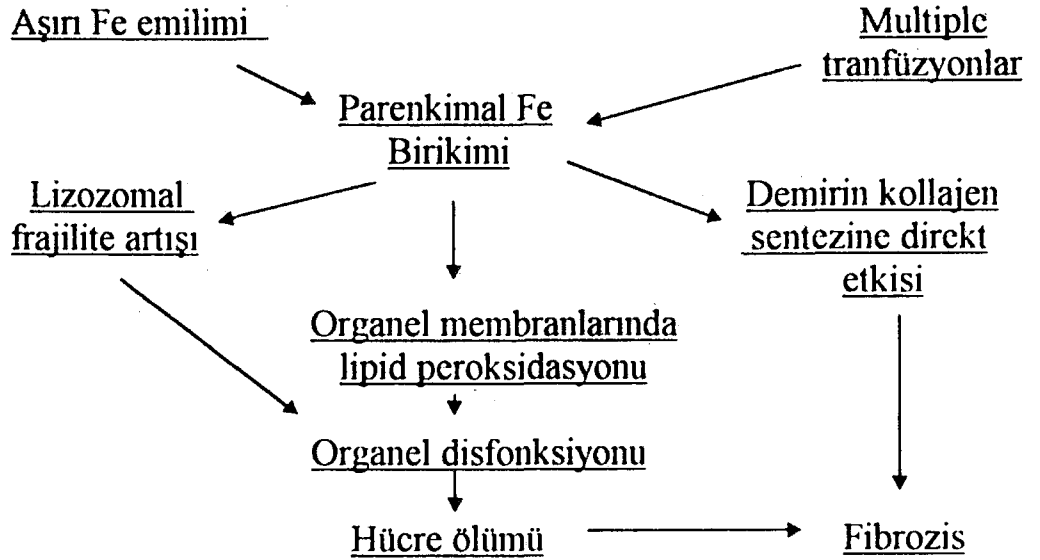 Aşırı Fe emilimi
Multiple
tranfüzyonlar
Parenkimal Fe
Birikimi
Lizozomal
frajilite artışı
Demirin kollajen
sentezine direkt
etkisi
Organel membranlarında
lipid peroksidasyonu
Organel disfonksiyonu
Hücre ölümü
Fibrozis